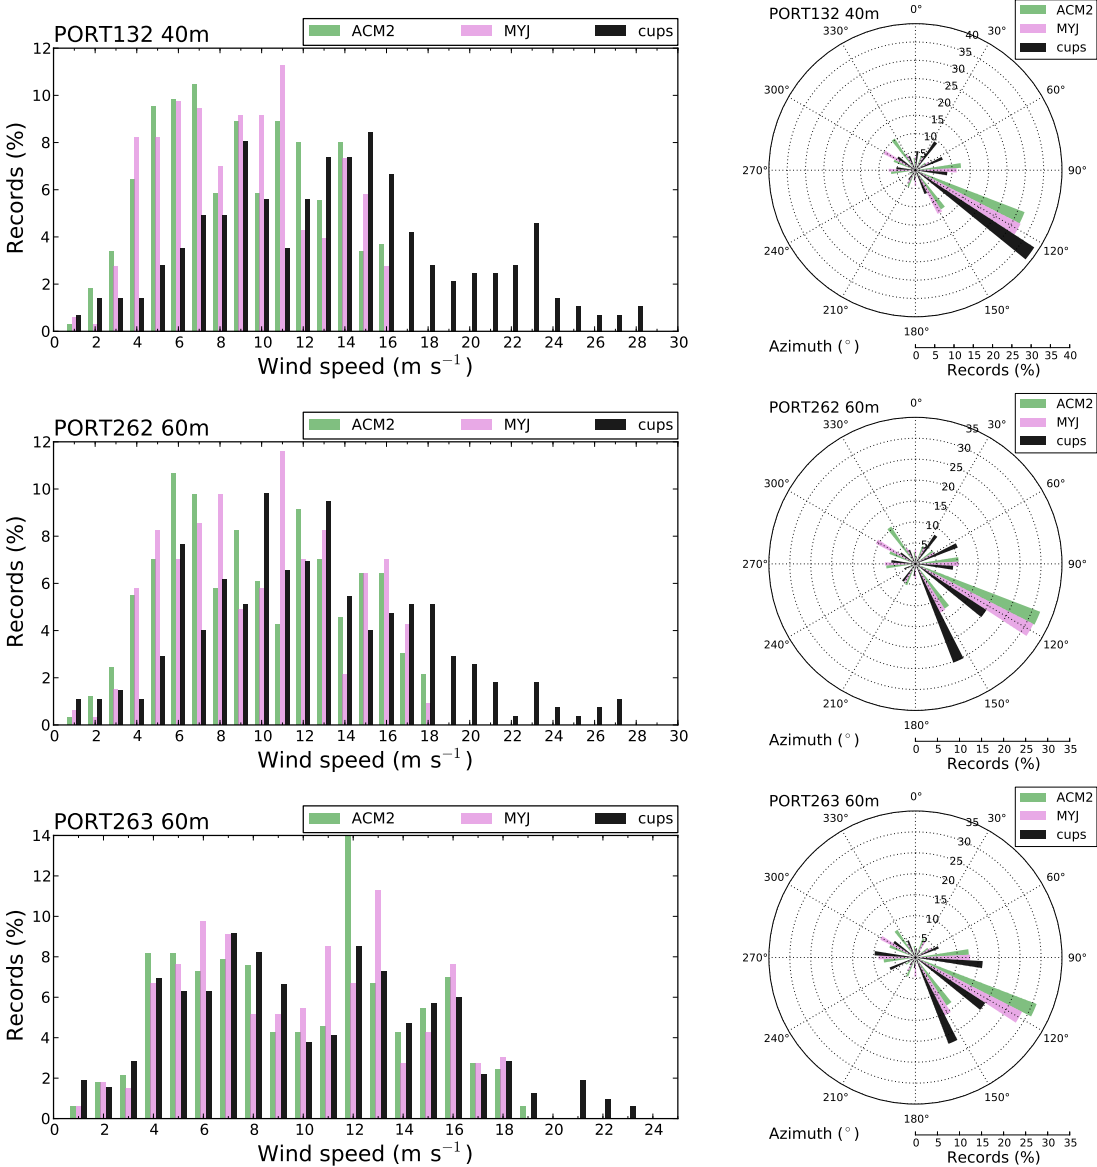 PORT132 40m
ACM2 MYJ cups
12
10
8
6
4
2
0
Records (%)
0 2 4 6 8 10 12 14 16 18 20 22 24 26 28 30
Wind speed (m s⁻¹)
PORT132 40m
ACM2
MYJ
cups
0°
330° 30°
300° 60°
270° 90°
240° 120°
210° 150°
180°
40
35
30
25
20
15
10
5
Azimuth (°)
0 5 10 15 20 25 30 35 40
Records (%)
PORT262 60m
ACM2 MYJ cups
12
10
8
6
4
2
0
Records (%)
0 2 4 6 8 10 12 14 16 18 20 22 24 26 28 30
Wind speed (m s⁻¹)
PORT262 60m
ACM2
MYJ
cups
0°
330° 30°
300° 60°
270° 90°
240° 120°
210° 150°
180°
35
30
25
20
15
10
5
Azimuth (°)
0 5 10 15 20 25 30 35
Records (%)
PORT263 60m
ACM2 MYJ cups
14
12
10
8
6
4
2
0
Records (%)
0 2 4 6 8 10 12 14 16 18 20 22 24
Wind speed (m s⁻¹)
PORT263 60m
ACM2
MYJ
cups
0°
330° 30°
300° 60°
270° 90°
240° 120°
210° 150°
180°
35
30
25
20
15
10
5
Azimuth (°)
0 5 10 15 20 25 30 35
Records (%)